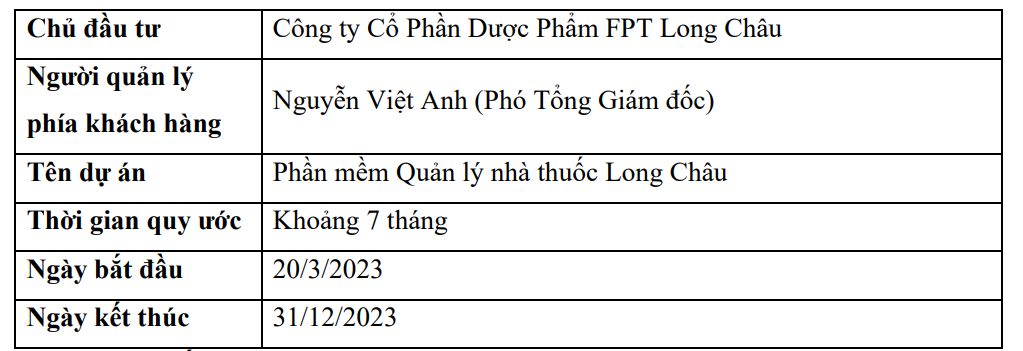 Chủ đầu tư
Công ty Cổ Phần Dược Phẩm FPT Long Châu
Người quản lý
phía khách hàng
Nguyễn Việt Anh (Phó Tổng Giám đốc)
Tên dự án
Phần mềm Quản lý nhà thuốc Long Châu
Thời gian quy ước
Khoảng 7 tháng
Ngày bắt đầu
20/3/2023
Ngày kết thúc
31/12/2023